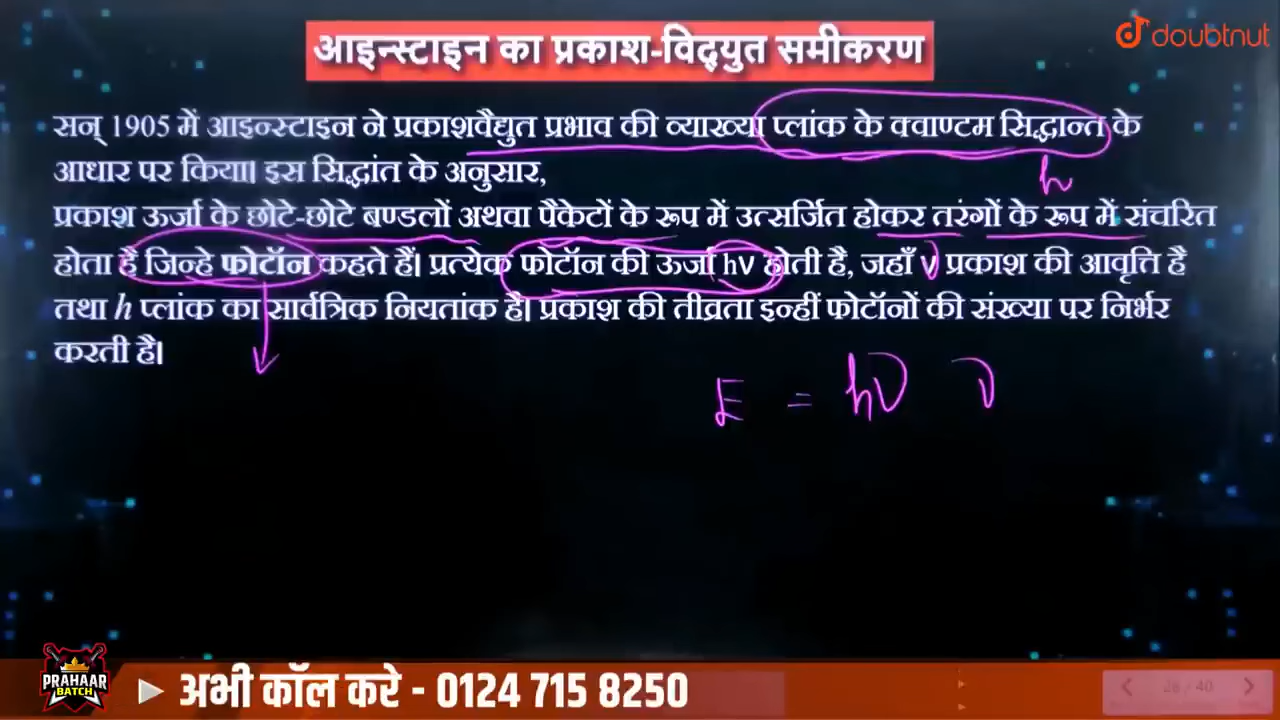 आइन्स्टाइन का प्रकाश-विद्युत समीकरण
doubtnut
सन् 1905 में आइन्स्टाइन ने प्रकाशवैद्युत प्रभाव की व्याख्या प्लांक के क्वाण्टम सिद्धान्त के
आधार पर किया। इस सिद्धांत के अनुसार,
h
प्रकाश ऊर्जा के छोटे-छोटे बण्डलों अथवा पैकेटों के रूप में उत्सर्जित होकर तरंगों के रूप में संचरित
होता है जिन्हे फोटॉन कहते हैं। प्रत्येक फोटॉन की ऊर्जा hν होती है, जहाँ ν प्रकाश की आवृत्ति है
तथा h प्लांक का सार्वत्रिक नियतांक है। प्रकाश की तीव्रता इन्हीं फोटॉनों की संख्या पर निर्भर
करती है।
E = hν ν
PRAHAAR
BATCH
अभी कॉल करे - 0124 715 8250
28 / 40